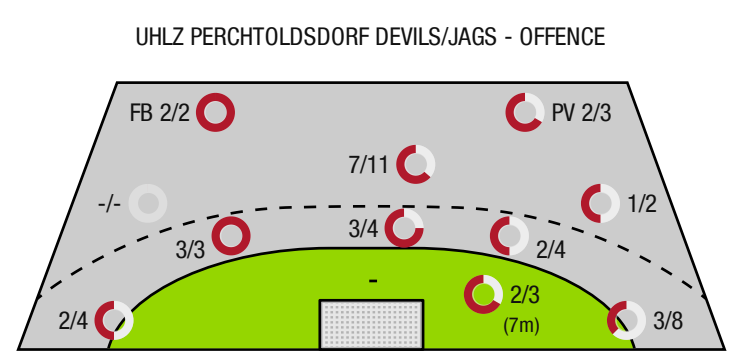 UHLZ PERCHTOLDSDORF DEVILS/JAGS - OFFENCE
FB 2/2
PV 2/3
7/11
-/-
1/2
3/3
3/4
2/4
-
2/4
2/3
(7m)
3/8